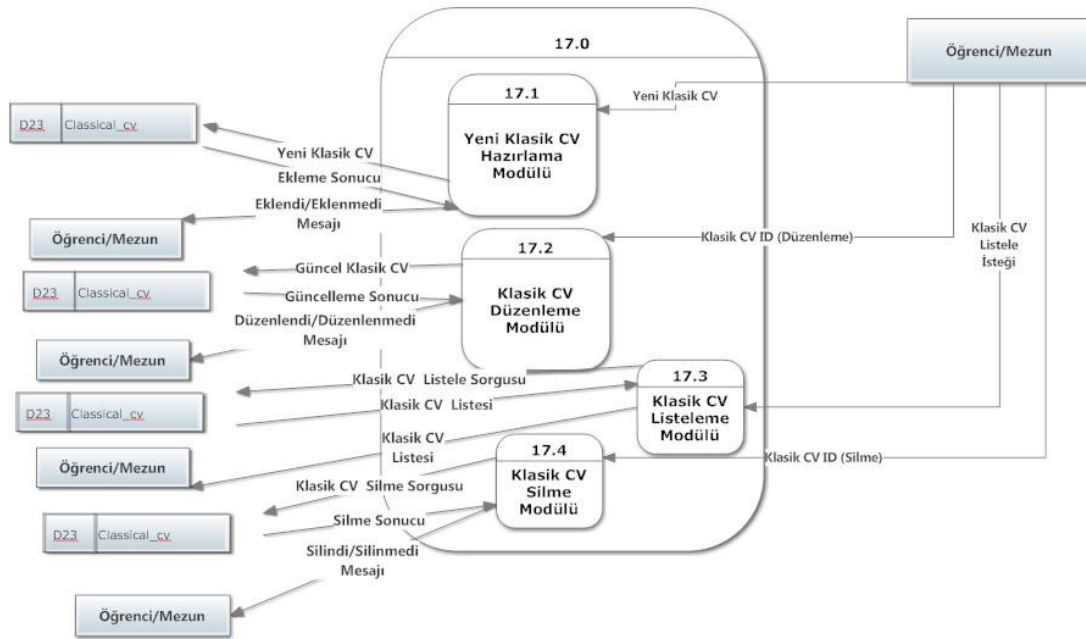 17.0
Öğrenci/Mezun
17.1
Yeni Klasik CV
Hazırlama
Modülü
Yeni Klasik CV
D23 Classical_cv
Yeni Klasik CV
Ekleme Sonucu
Eklendi/Eklenmedi
Mesajı
Öğrenci/Mezun
17.2
Klasik CV
Düzenleme
Modülü
Klasik CV ID (Düzenleme)
Klasik CV
Listele
İsteği
D23 Classical_cv
Güncel Klasik CV
Güncelleme Sonucu
Düzenlendi/Düzenlenmedi
Mesajı
Öğrenci/Mezun
17.3
Klasik CV
Listeleme
Modülü
D23 Classical_cv
Klasik CV Listele Sorgusu
Klasik CV Listesi
Klasik CV
Listesi
Öğrenci/Mezun
17.4
Klasik CV
Silme
Modülü
Klasik CV ID (Silme)
Klasik CV Silme Sorgusu
D23 Classical_cv
Silme Sonucu
Silindi/Silinmedi
Mesajı
Öğrenci/Mezun